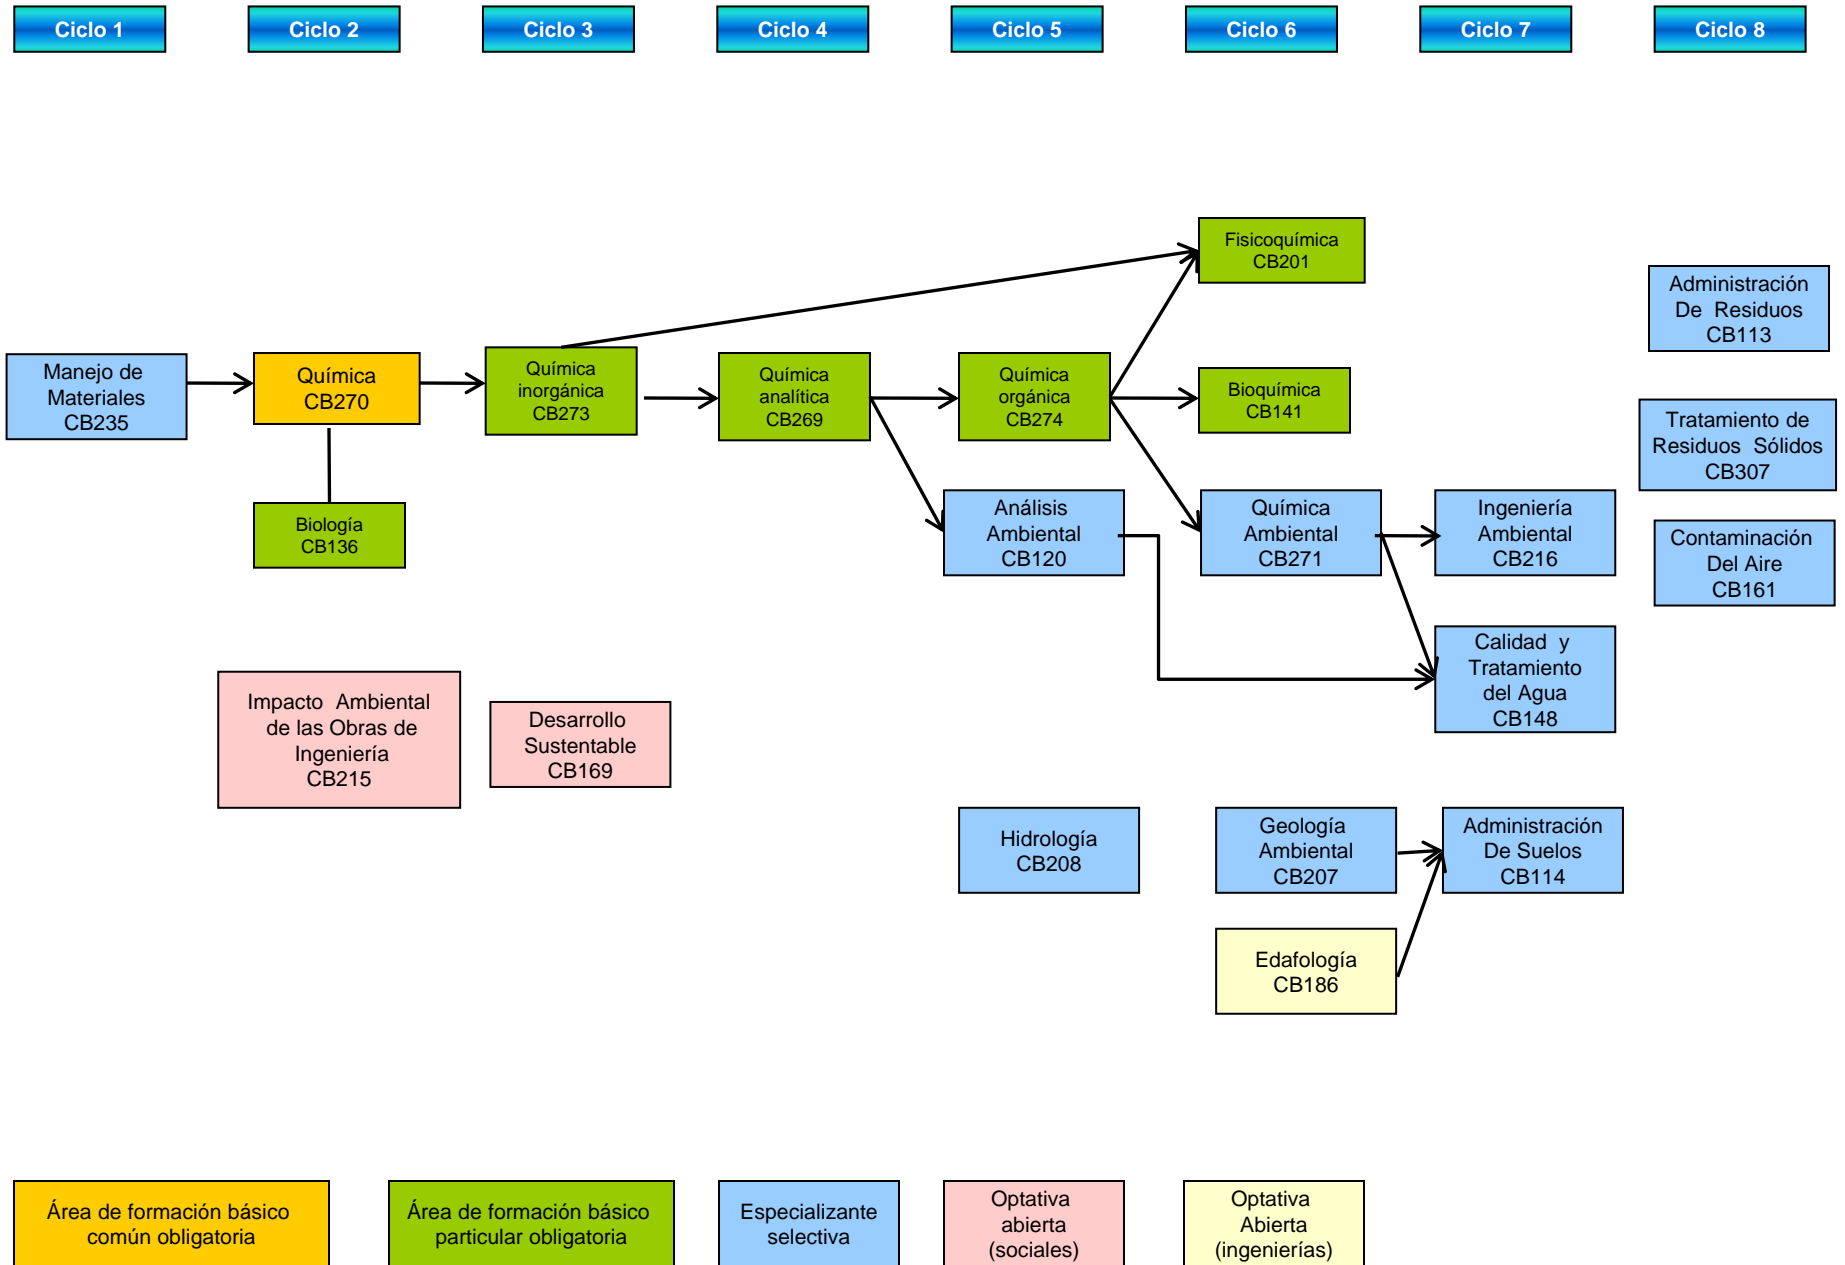 Ciclo 1
Ciclo 2
Ciclo 3
Ciclo 4
Ciclo 5
Ciclo 6
Ciclo 7
Ciclo 8
Fisicoquímica
CB201
Administración
De Residuos
CB113
Manejo de
Materiales
CB235
Química
CB270
Química
inorgánica
CB273
Química
analítica
CB269
Química
orgánica
CB274
Bioquímica
CB141
Tratamiento de
Residuos Sólidos
CB307
Biología
CB136
Análisis
Ambiental
CB120
Química
Ambiental
CB271
Ingeniería
Ambiental
CB216
Contaminación
Del Aire
CB161
Calidad y
Tratamiento
del Agua
CB148
Impacto Ambiental
de las Obras de
Ingeniería
CB215
Desarrollo
Sustentable
CB169
Hidrología
CB208
Geología
Ambiental
CB207
Administración
De Suelos
CB114
Edafología
CB186
Área de formación básico
común obligatoria
Área de formación básico
particular obligatoria
Especializante
selectiva
Optativa
abierta
(sociales)
Optativa
Abierta
(ingenierías)